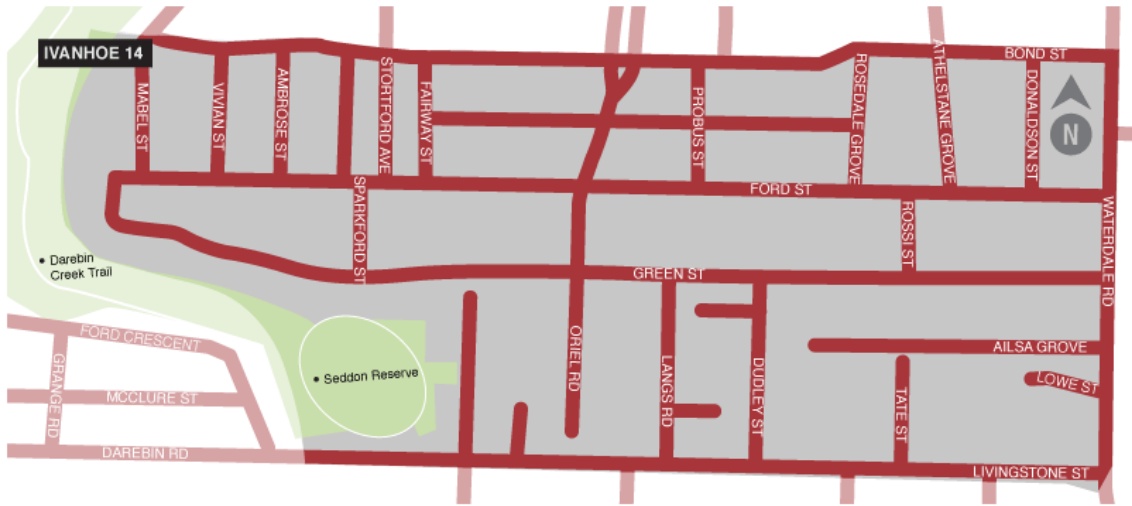 IVANHOE 14
BOND ST
MABEL ST
VIVIAN ST
AMBROSE ST
STORTFORD AVE
FAIRWAY ST
PROBUS ST
ROSEDALE GROVE
ATHELSTANE GROVE
DONALDSON ST
N
FORD ST
SPARKFORD ST
ROSSI ST
WATERDALE RD
• Darebin
Creek Trail
GREEN ST
FORD CRESCENT
GRANGE RD
MCCLURE ST
DAREBIN RD
• Seddon Reserve
ORIEL RD
LANGS RD
DUDLEY ST
AILSA GROVE
LOWE ST
TATE ST
LIVINGSTONE ST